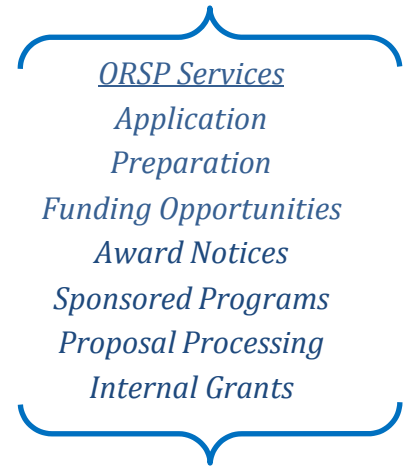 ORSP Services
Application
Preparation
Funding Opportunities
Award Notices
Sponsored Programs
Proposal Processing
Internal Grants